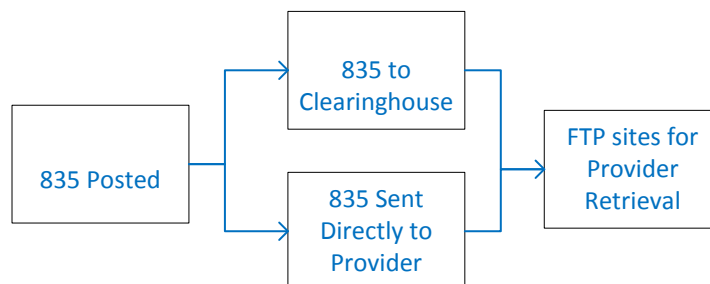 835 Posted
835 to
Clearinghouse
835 Sent
Directly to
Provider
FTP sites for
Provider
Retrieval